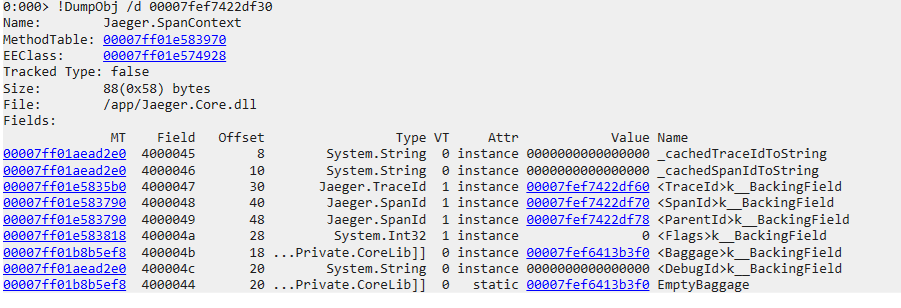 0:000> !DumpObj /d 00007fef7422df30
Name: Jaeger.SpanContext
MethodTable: 00007ff01e583970
EEClass: 00007ff01e574928
Tracked Type: false
Size: 88(0x58) bytes
File: /app/Jaeger.Core.dll
Fields:
MT Field Offset Type VT Attr Value Name
00007ff01aead2e0 4000045 8 System.String 0 instance 0000000000000000 _cachedTraceIdToString
00007ff01aead2e0 4000046 10 System.String 0 instance 0000000000000000 _cachedSpanIdToString
00007ff01e5835b0 4000047 30 Jaeger.TraceId 1 instance 00007fef7422df60 <TraceId>k__BackingField
00007ff01e583790 4000048 40 Jaeger.SpanId 1 instance 00007fef7422df70 <SpanId>k__BackingField
00007ff01e583790 4000049 48 Jaeger.SpanId 1 instance 00007fef7422df78 <ParentId>k__BackingField
00007ff01e583818 400004a 28 System.Int32 1 instance 0 <Flags>k__BackingField
00007ff01b8b5ef8 400004b 18 ...Private.CoreLib]] 0 instance 00007fef6413b3f0 <Baggage>k__BackingField
00007ff01aead2e0 400004c 20 System.String 0 instance 0000000000000000 <DebugId>k__BackingField
00007ff01b8b5ef8 4000044 20 ...Private.CoreLib]] 0 static 00007fef6413b3f0 EmptyBaggage